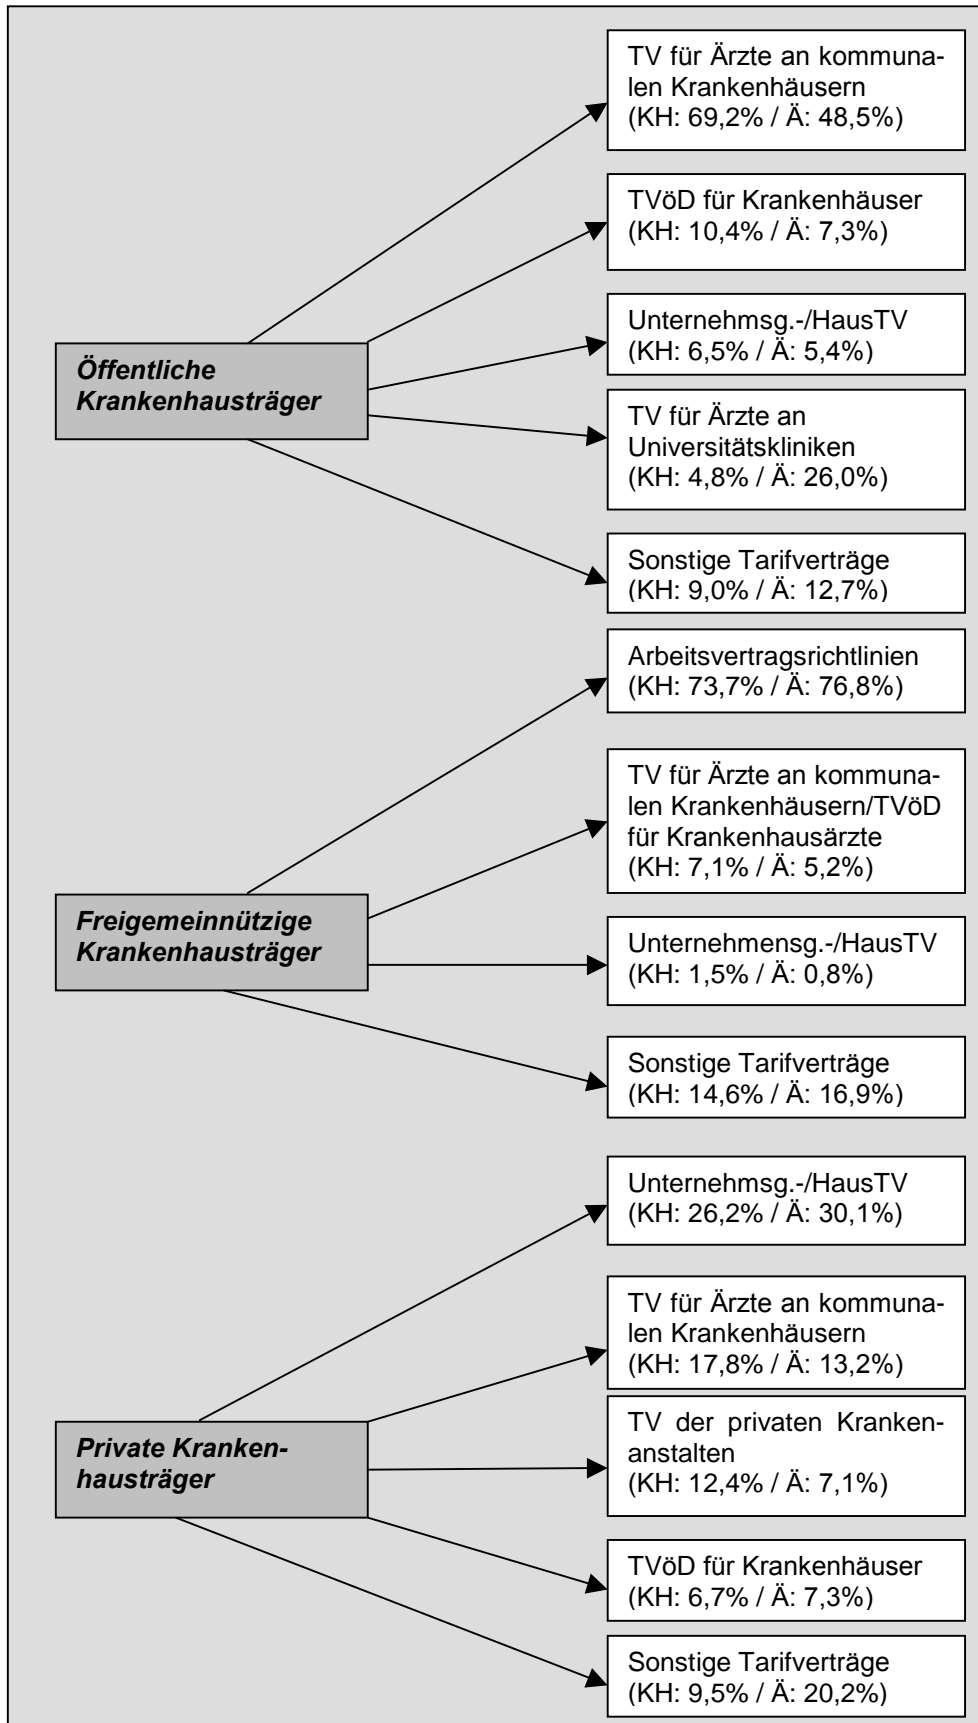 TV für Ärzte an kommuna-
len Krankenhäusern
(KH: 69,2% / Ä: 48,5%)
TVöD für Krankenhäuser
(KH: 10,4% / Ä: 7,3%)
Unternehmsg.-/HausTV
(KH: 6,5% / Ä: 5,4%)
Öffentliche
Krankenhausträger
TV für Ärzte an
Universitätskliniken
(KH: 4,8% / Ä: 26,0%)
Sonstige Tarifverträge
(KH: 9,0% / Ä: 12,7%)
Arbeitsvertragsrichtlinien
(KH: 73,7% / Ä: 76,8%)
TV für Ärzte an kommuna-
len Krankenhäusern/TVöD
für Krankenhausärzte
(KH: 7,1% / Ä: 5,2%)
Freigemeinnützige
Krankenhausträger
Unternehmensg.-/HausTV
(KH: 1,5% / Ä: 0,8%)
Sonstige Tarifverträge
(KH: 14,6% / Ä: 16,9%)
Unternehmsg.-/HausTV
(KH: 26,2% / Ä: 30,1%)
TV für Ärzte an kommuna-
len Krankenhäusern
(KH: 17,8% / Ä: 13,2%)
Private Kranken-
hausträger
TV der privaten Kranken-
anstalten
(KH: 12,4% / Ä: 7,1%)
TVöD für Krankenhäuser
(KH: 6,7% / Ä: 7,3%)
Sonstige Tarifverträge
(KH: 9,5% / Ä: 20,2%)